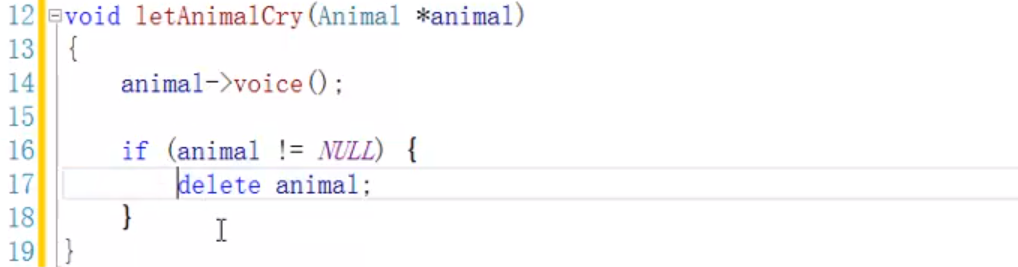 12 void letAnimalCry(Animal *animal)
13 {
14 animal->voice();
15
16 if (animal != NULL) {
17 delete animal;
18 }
19 }